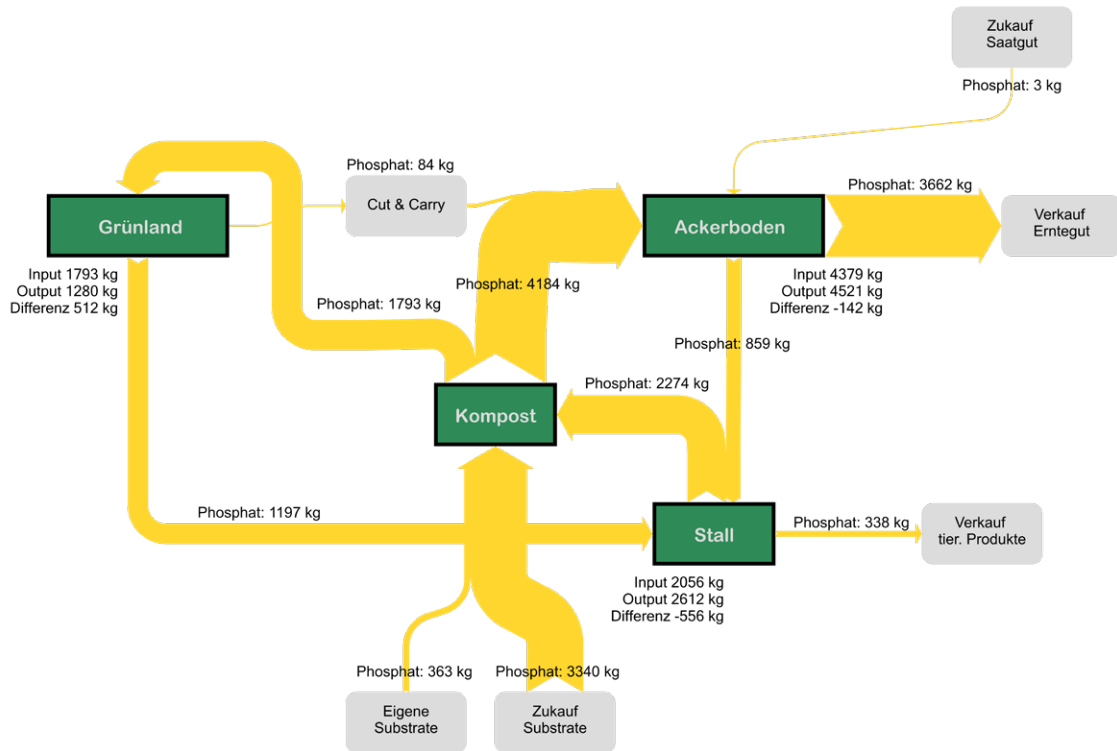 Zukauf
Saatgut
Phosphat: 3 kg
Phosphat: 84 kg
Cut & Carry
Phosphat: 3662 kg
Grünland
Ackerboden
Verkauf
Erntegut
Input 1793 kg
Output 1280 kg
Differenz 512 kg
Input 4379 kg
Output 4521 kg
Differenz -142 kg
Phosphat: 4184 kg
Phosphat: 1793 kg
Phosphat: 859 kg
Phosphat: 2274 kg
Kompost
Phosphat: 1197 kg
Stall
Phosphat: 338 kg
Verkauf
tier. Produkte
Input 2056 kg
Output 2612 kg
Differenz -556 kg
Phosphat: 363 kg
Phosphat: 3340 kg
Eigene
Substrate
Zukauf
Substrate